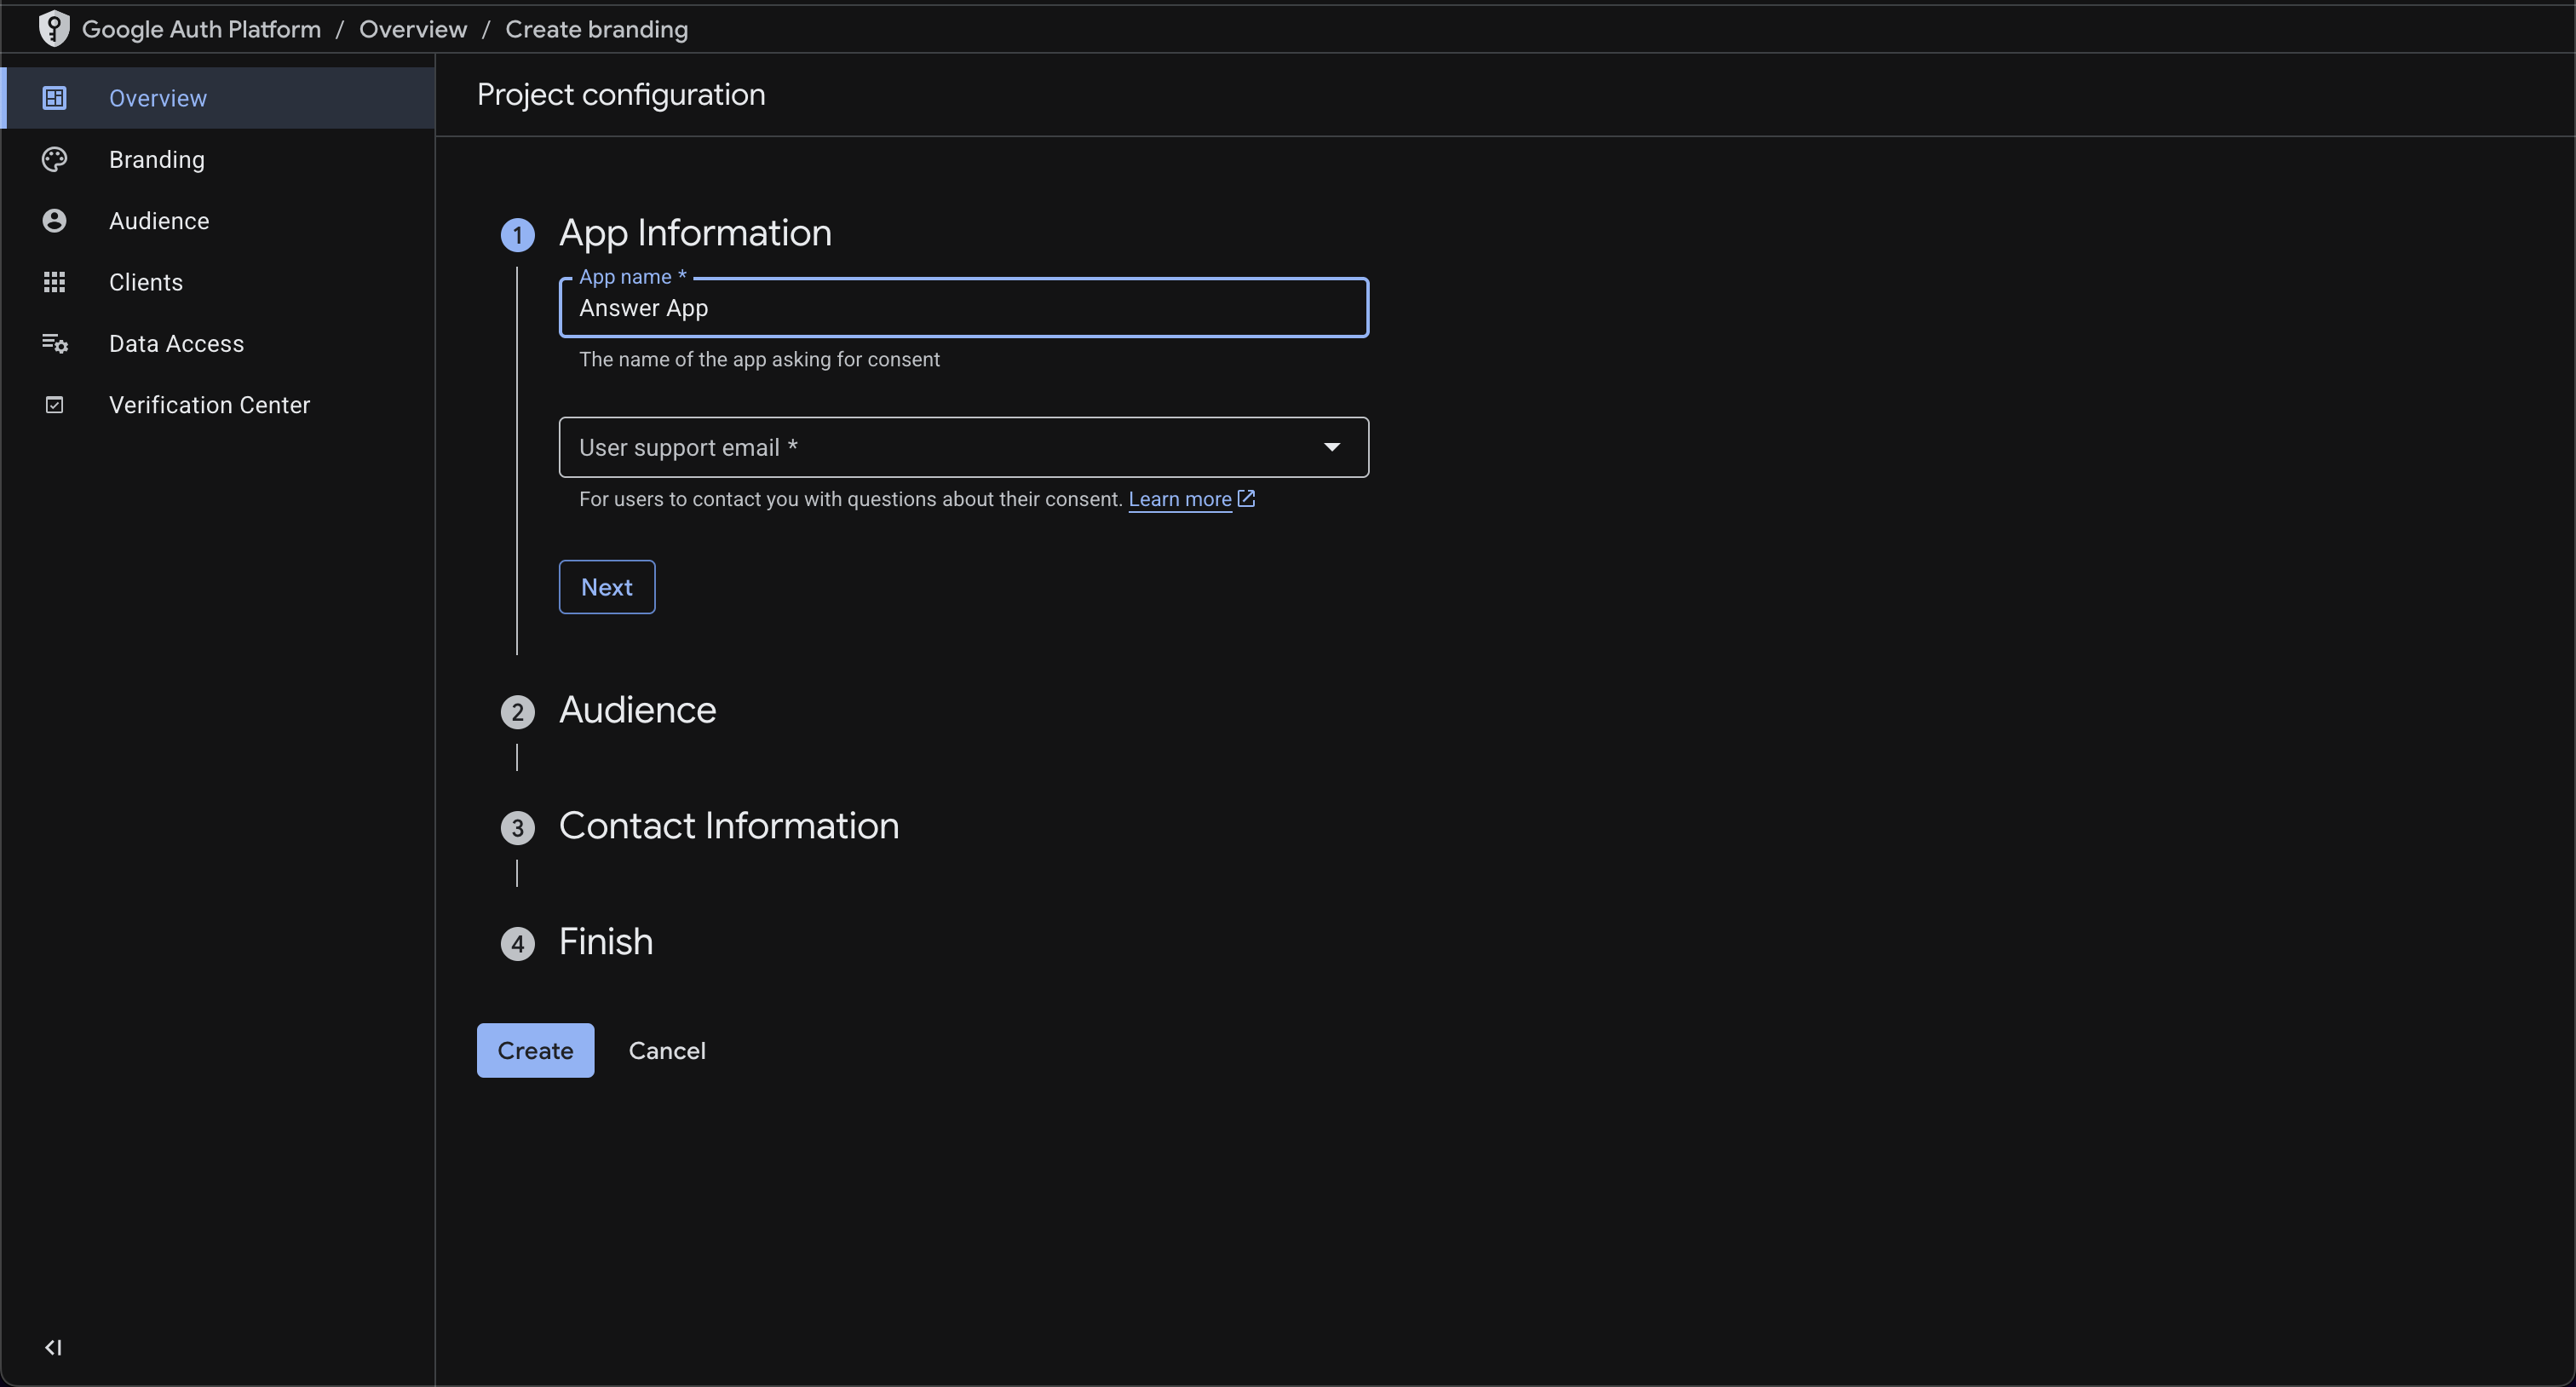 Google Auth Platform / Overview / Create branding
Overview
Branding
Audience
Clients
Data Access
Verification Center
Project configuration
1 App Information
App name *
Answer App
The name of the app asking for consent
User support email *
For users to contact you with questions about their consent. Learn more
Next
2 Audience
3 Contact Information
4 Finish
Create Cancel